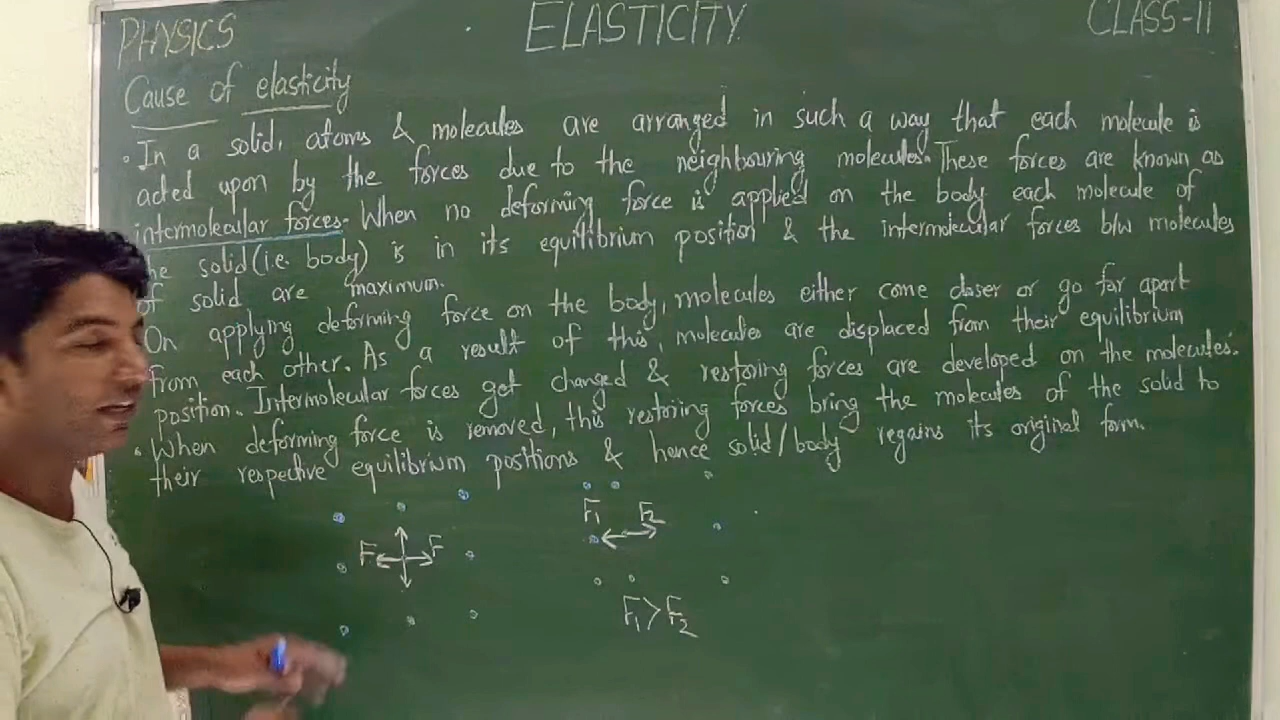 PHYSICS
ELASTICITY
CLASS-11
Cause of elasticity
• In a solid, atoms & molecules are arranged in such a way that each molecule is
acted upon by the forces due to the neighbouring molecules. These forces are known as
intermolecular forces. When no deforming force is applied on the body each molecule of
he solid (i.e. body) is in its equilibrium position & the intermolecular forces b/w molecules
of solid are maximum.
On applying deforming force on the body, molecules either come closer or go far apart
from each other. As a result of this, molecules are displaced from their equilibrium
position. Intermolecular forces get changed & restoring forces are developed on the molecules.
• When deforming force is removed, this restoring forces bring the molecules of the solid to
their respective equilibrium positions & hence solid/body regains its original form.
F F
F₁ F₂
F₁ > F₂